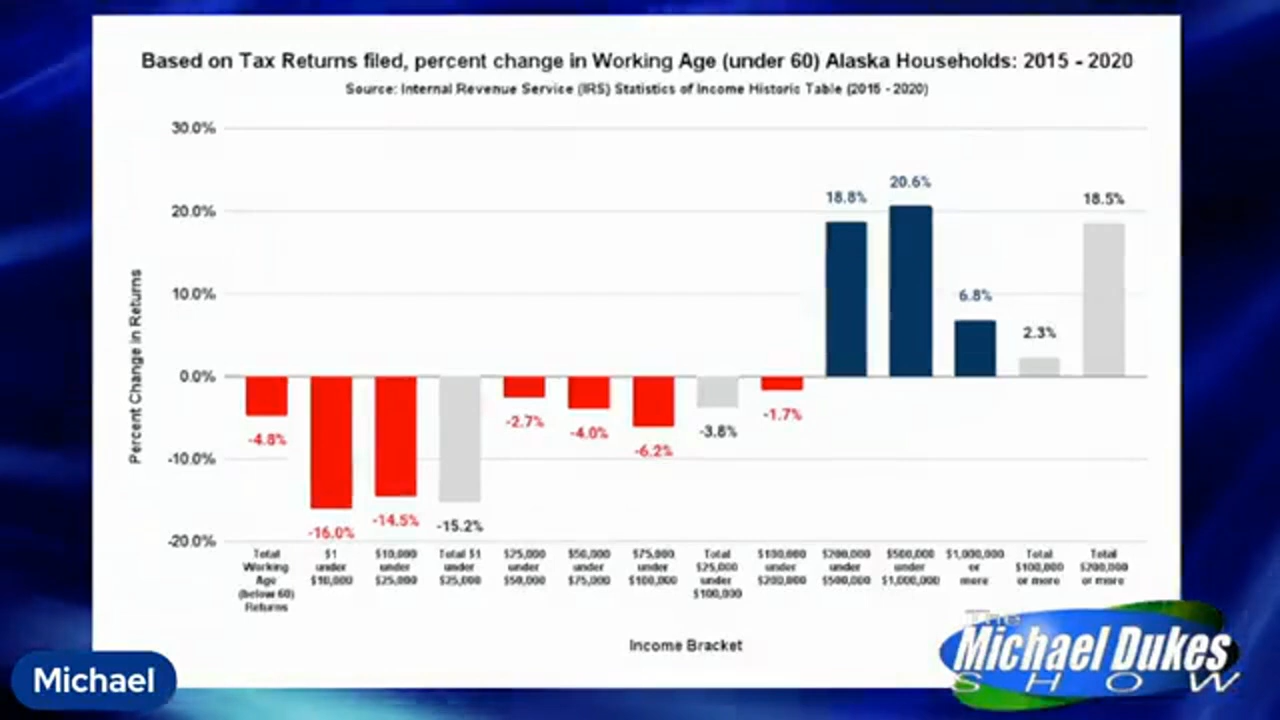 Based on Tax Returns filed, percent change in Working Age (under 60) Alaska Households: 2015 - 2020
Source: Internal Revenue Service (IRS) Statistics of Income Historic Table (2015 - 2020)
Percent Change in Returns
30.0%
20.0%
10.0%
0.0%
-10.0%
-20.0%
-4.8%
-16.0%
-14.5%
-15.2%
-2.7%
-4.0%
-6.2%
-3.8%
-1.7%
18.8%
20.6%
6.8%
2.3%
18.5%
Total
Working
Age
(below 60)
Returns
$1
under
$10,000
$10,000
under
$25,000
Total $1
under
$25,000
$25,000
under
$50,000
$50,000
under
$75,000
$75,000
under
$100,000
Total
$25,000
under
$100,000
$100,000
under
$200,000
$200,000
under
$500,000
$500,000
under
$1,000,000
$1,000,000
or
more
Total
$100,000
or more
Total
$200,000
or more
Income Bracket
Michael
The
Michael Dukes
SHOW